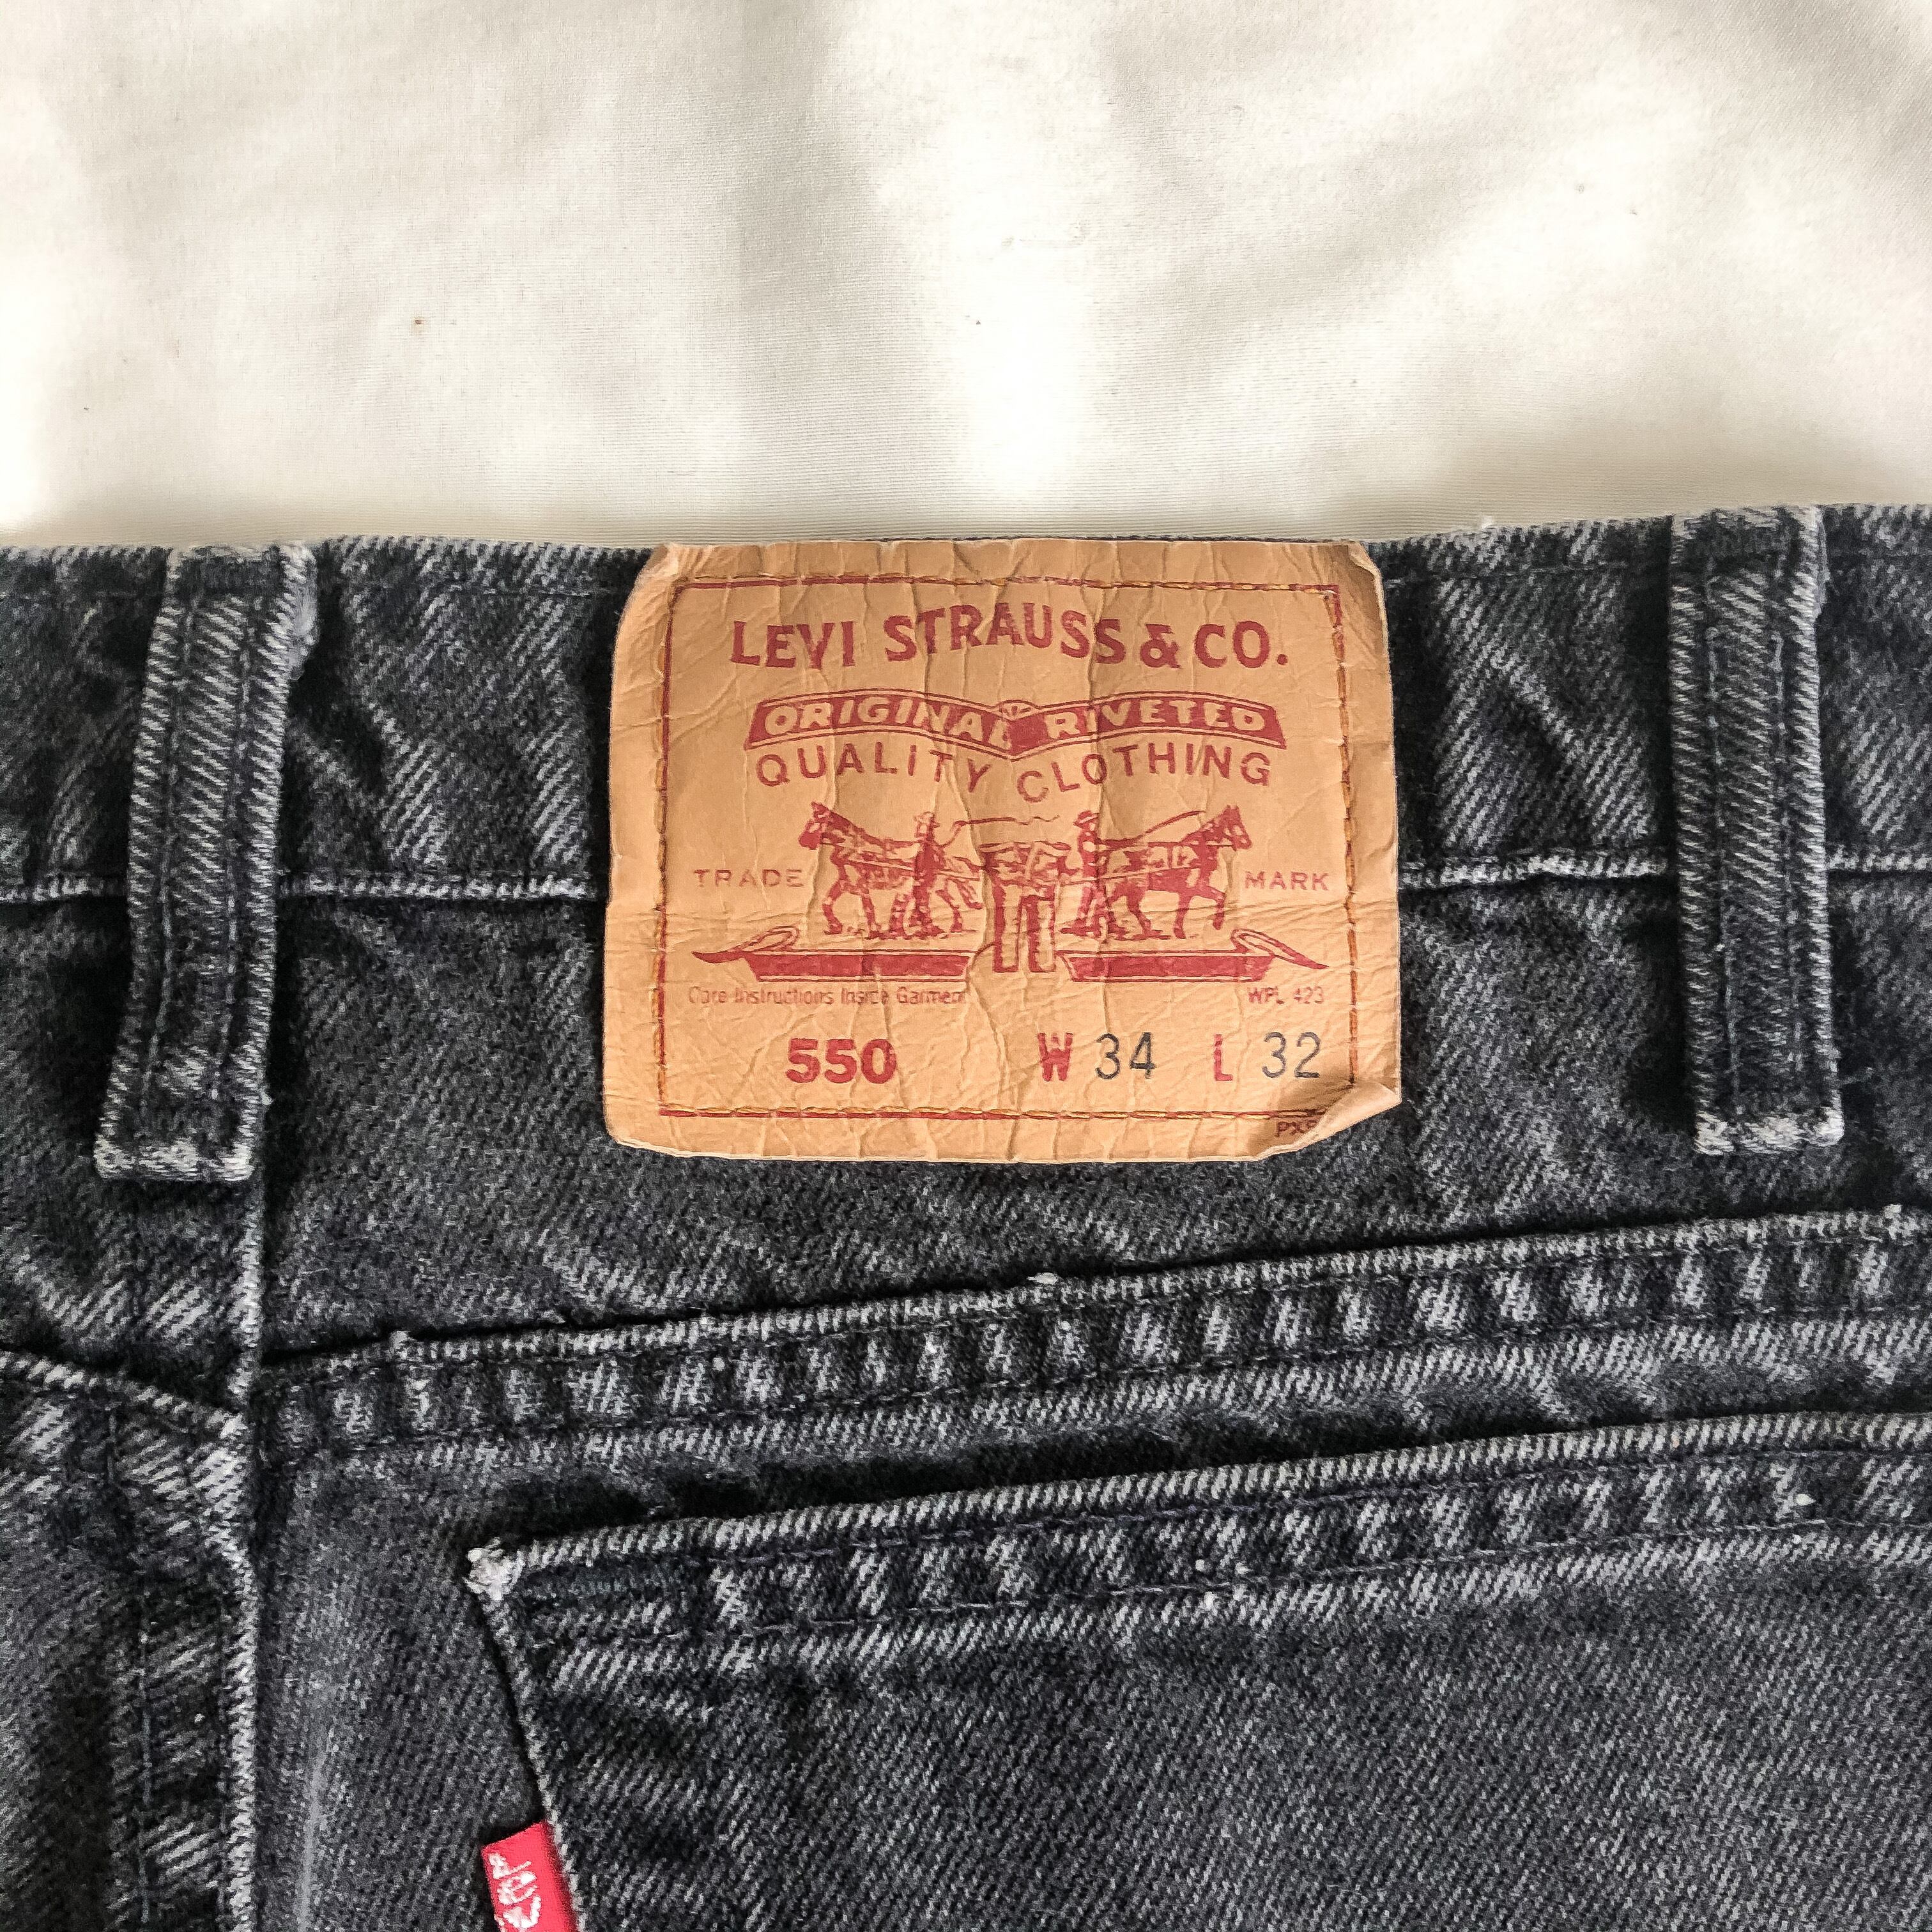 LEVI STRAUSS & CO.
ORIGINAL RIVETED
QUALITY CLOTHING
TRADE MARK
Care Instructions Inside Garment WPL 423
550 W 34 L 32